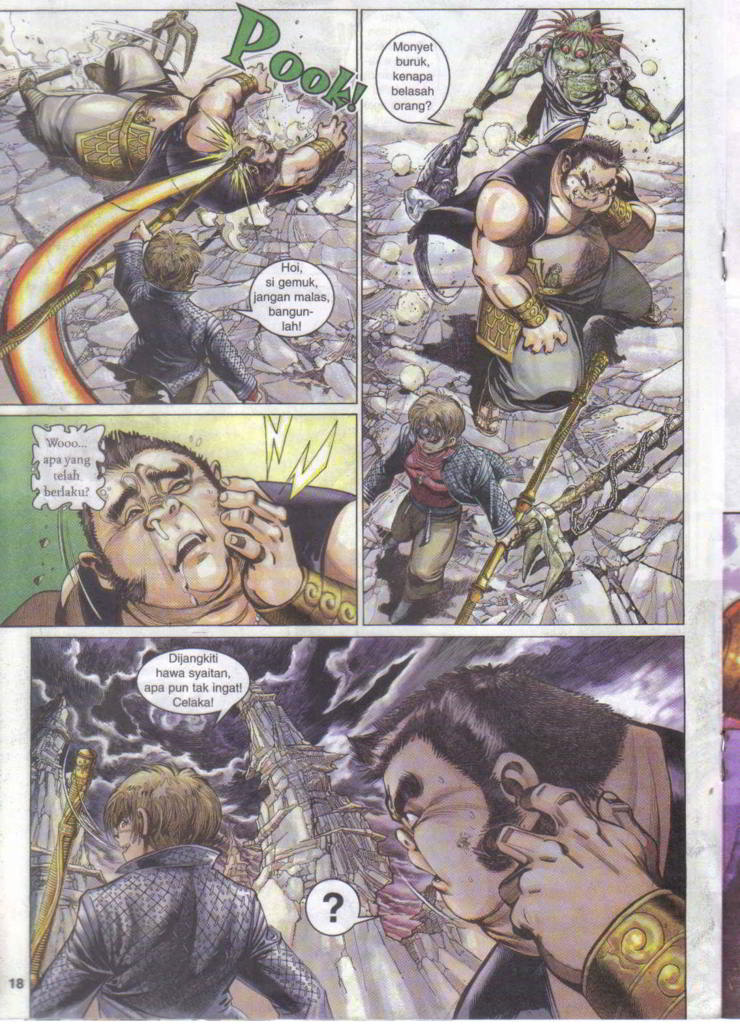 Pook!
Hoi,
si gemuk,
jangan malas,
bangun-
lah!
Monyet
buruk,
kenapa
belasah
orang?
Wooo...
apa yang
telah
berlaku?
Dijangkiti
hawa syaitan,
apa pun tak ingat!
Celaka!
?
18